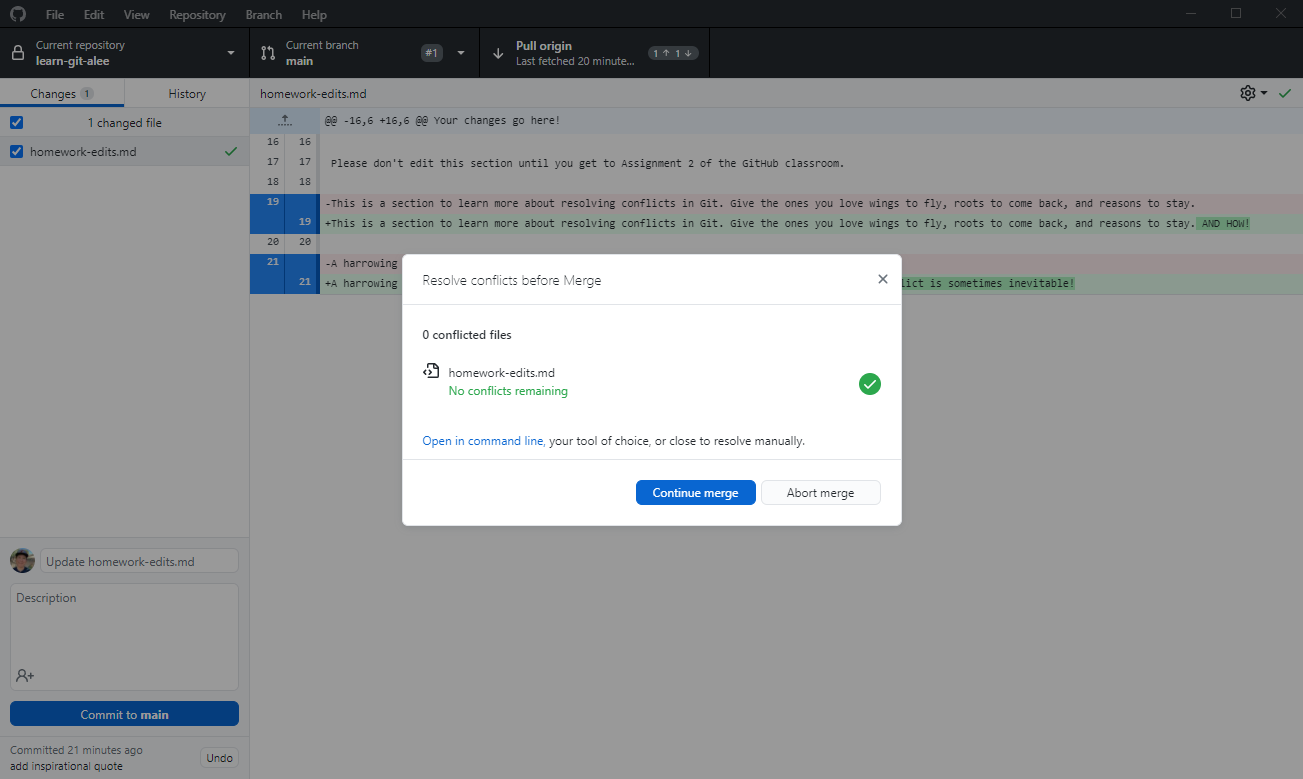 File Edit View Repository Branch Help
Current repository
learn-git-alee
Current branch
main
#1
Pull origin
Last fetched 20 minute...
1 ↑ 1 ↓
Changes 1
History
homework-edits.md
1 changed file
homework-edits.md
@@ -16,6 +16,6 @@ Your changes go here!
16 16
17 17 Please don't edit this section until you get to Assignment 2 of the GitHub classroom.
18 18
19 -This is a section to learn more about resolving conflicts in Git. Give the ones you love wings to fly, roots to come back, and reasons to stay.
19 +This is a section to learn more about resolving conflicts in Git. Give the ones you love wings to fly, roots to come back, and reasons to stay. AND HOW!
20 20
21 -A harrowing
21 +A harrowing lict is sometimes inevitable!
Resolve conflicts before Merge
0 conflicted files
homework-edits.md
No conflicts remaining
Open in command line, your tool of choice, or close to resolve manually.
Continue merge
Abort merge
Update homework-edits.md
Description
Commit to main
Committed 21 minutes ago
add inspirational quote
Undo